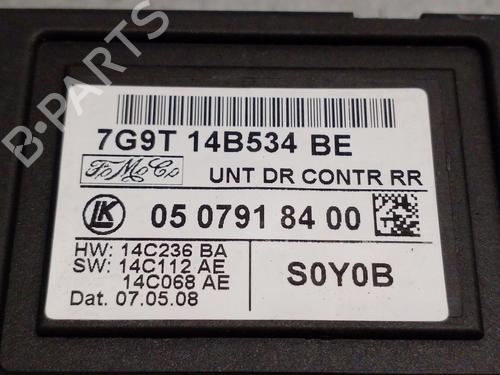 B-PARTS
7G9T 14B534 BE
FoMoCo UNT DR CONTR RR
LK 05 0791 84 00
HW: 14C236 BA
SW: 14C112 AE
14C068 AE
S0Y0B
Dat. 07.05.08